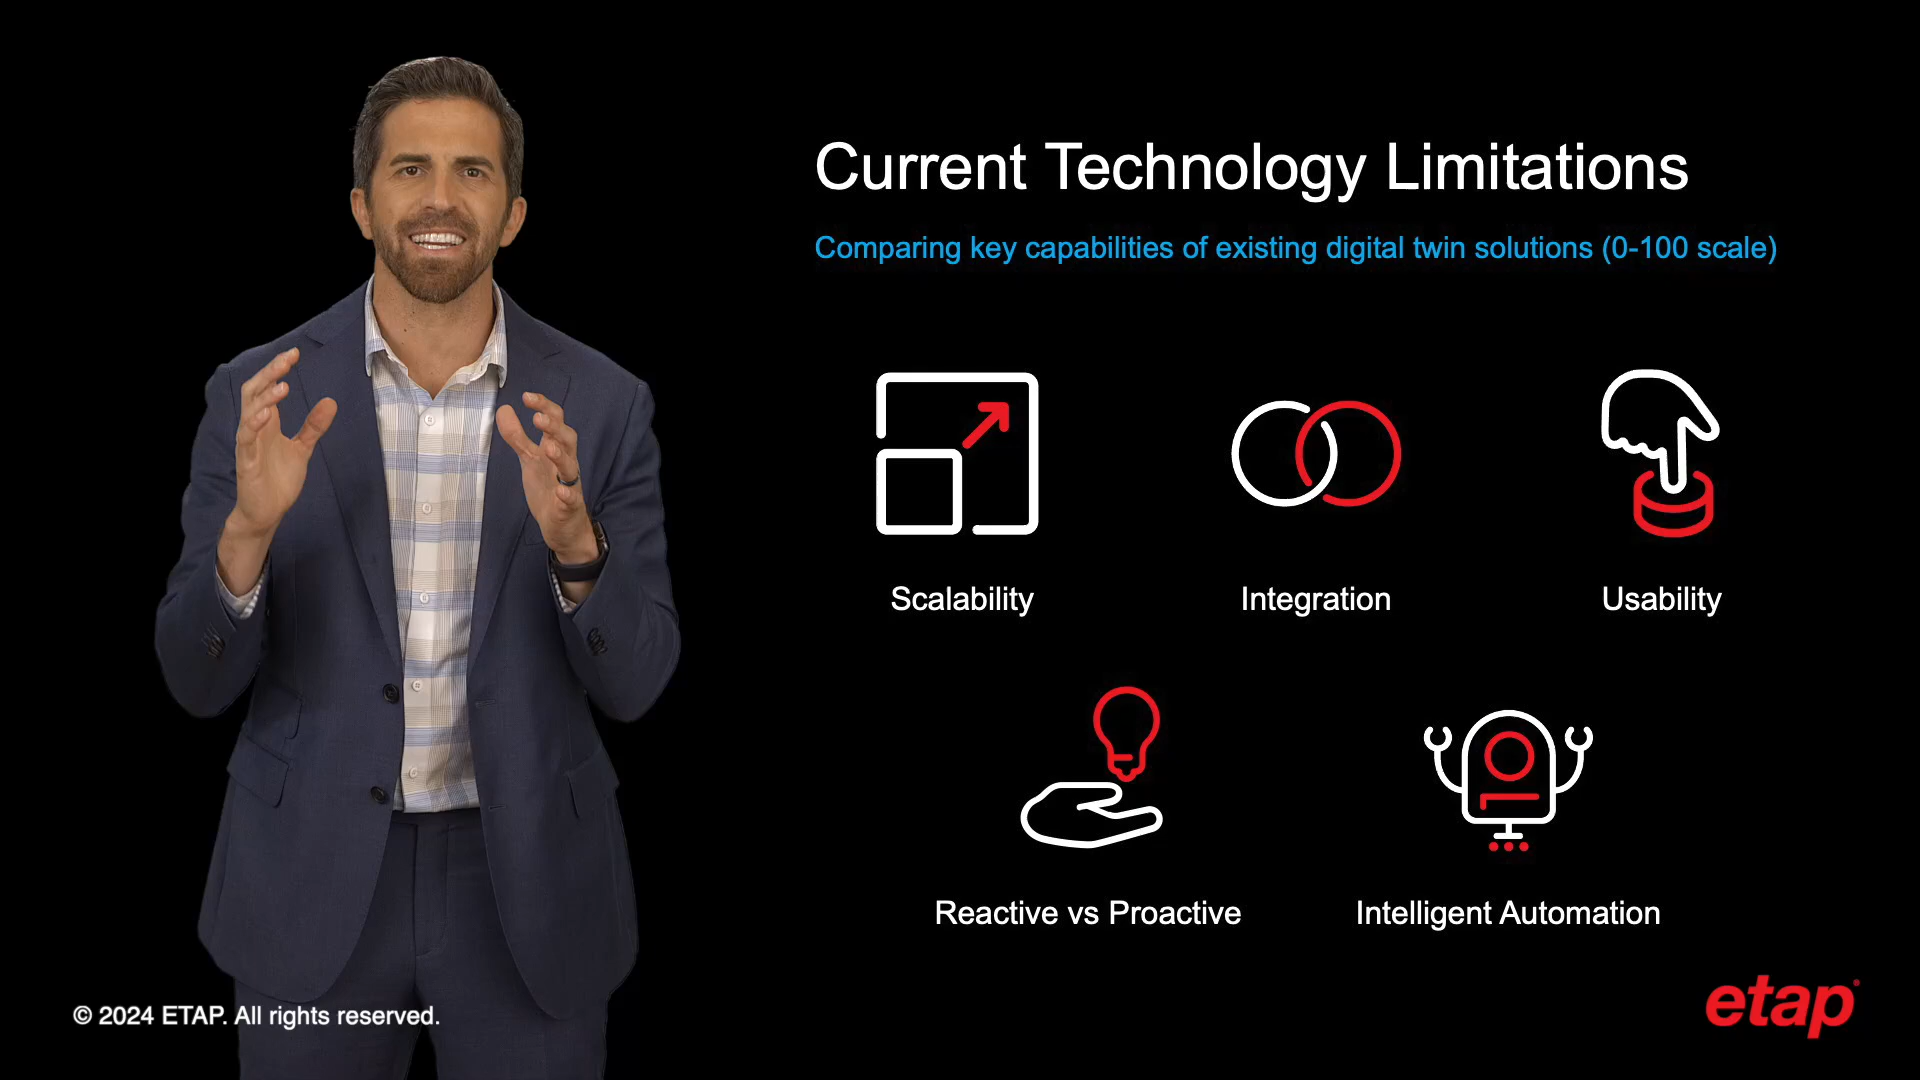 Current Technology Limitations
Comparing key capabilities of existing digital twin solutions (0-100 scale)
Scalability
Integration
Usability
Reactive vs Proactive
Intelligent Automation
© 2024 ETAP. All rights reserved.
etap